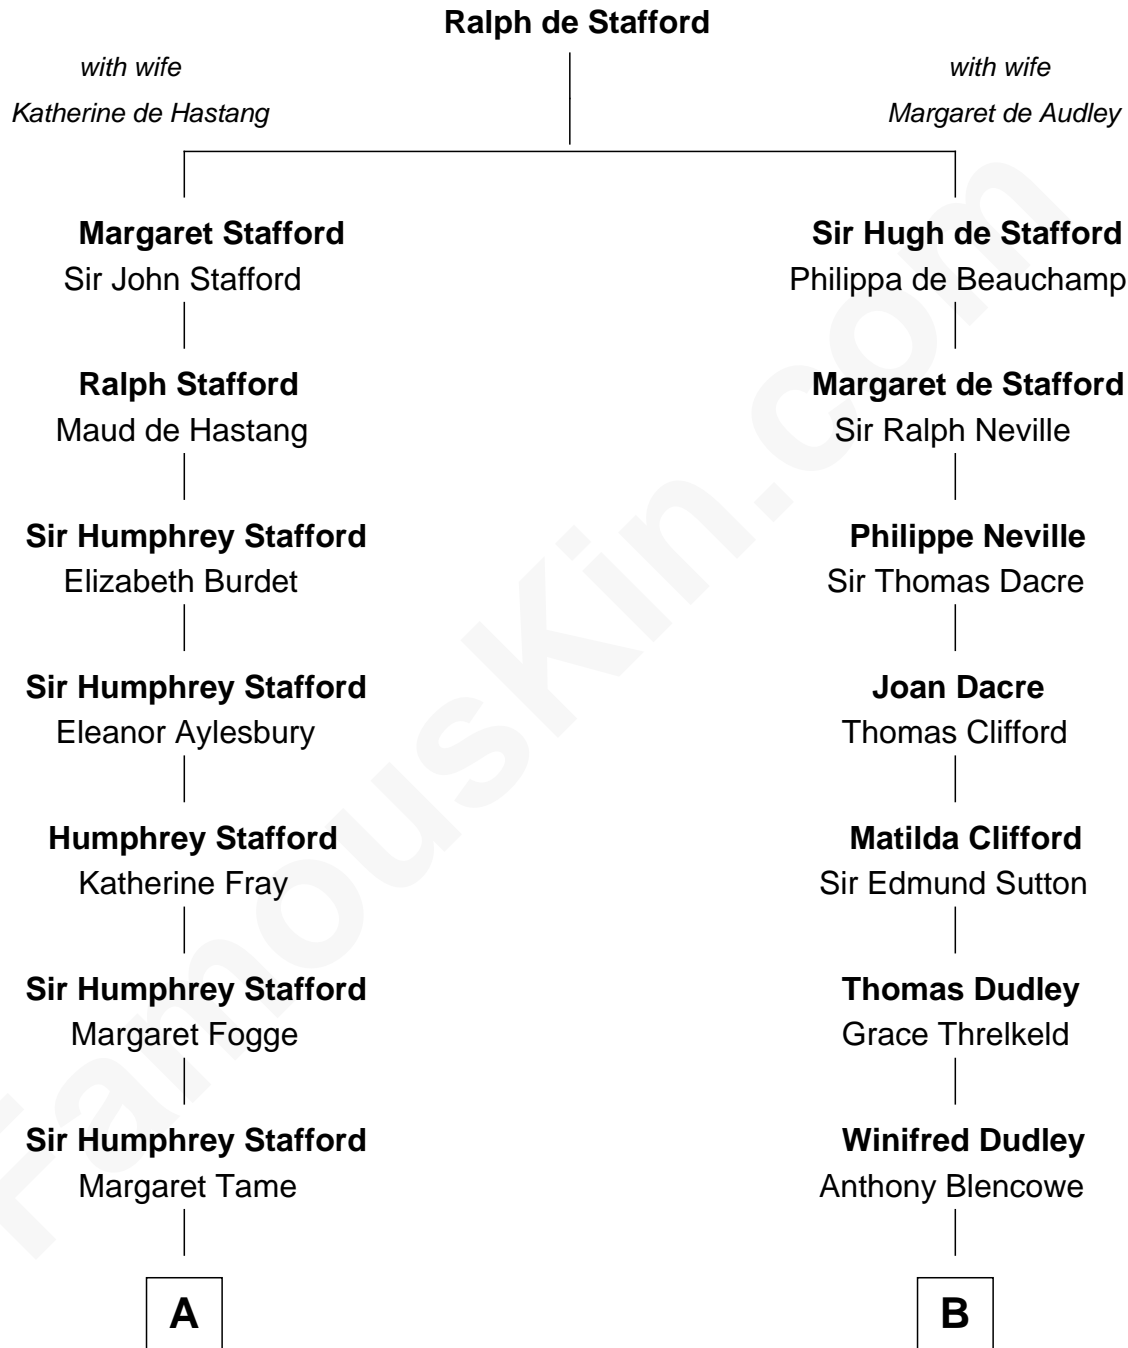 Ralph de Stafford
with wife
Katherine de Hastang
with wife
Margaret de Audley
Margaret Stafford
Sir John Stafford
Ralph Stafford
Maud de Hastang
Sir Humphrey Stafford
Elizabeth Burdet
Sir Humphrey Stafford
Eleanor Aylesbury
Humphrey Stafford
Katherine Fray
Sir Humphrey Stafford
Margaret Fogge
Sir Humphrey Stafford
Margaret Tame
A
Sir Hugh de Stafford
Philippa de Beauchamp
Margaret de Stafford
Sir Ralph Neville
Philippe Neville
Sir Thomas Dacre
Joan Dacre
Thomas Clifford
Matilda Clifford
Sir Edmund Sutton
Thomas Dudley
Grace Threlkeld
Winifred Dudley
Anthony Blencowe
B
FamousKin.com